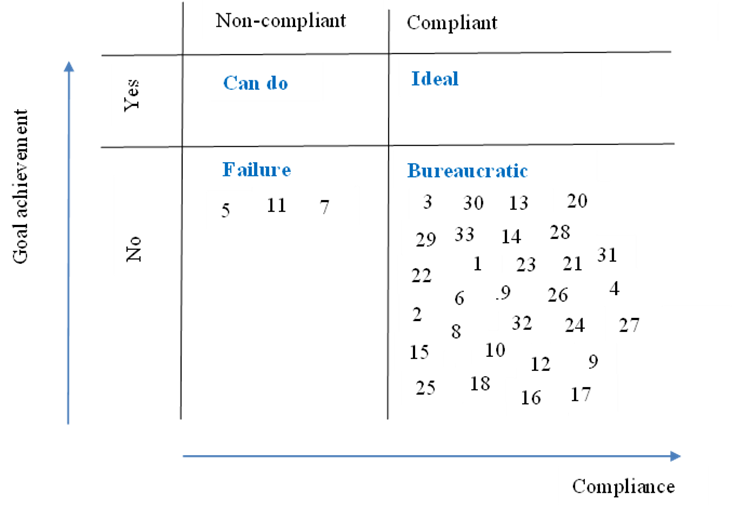 Non-compliant Compliant
Yes Can do Ideal
Goal achievement
No Failure Bureaucratic
5 11 7
3 30 13 20
29 33 14 28
22 1 23 21 31
6 .9 26 4
2 8 32 24 27
15 10 12 9
25 18 16 17
Compliance